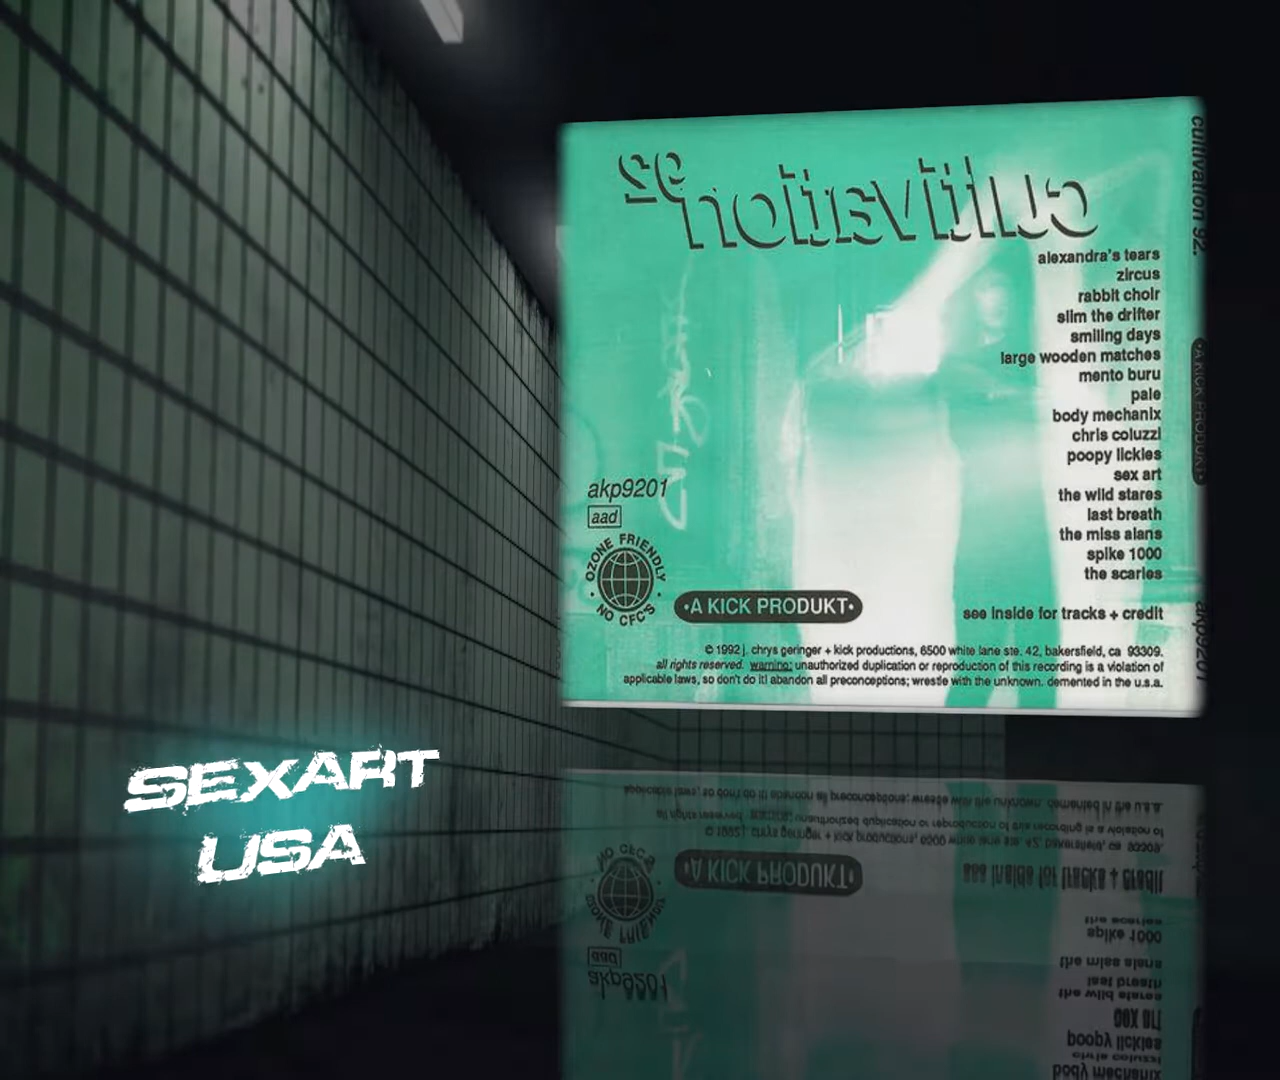 cultivation 92
alexandra's tears
zircus
rabbit choir
slim the drifter
smiling days
large wooden matches
mento buru
pale
body mechanix
chris coluzzi
poopy lickies
sex art
the wild stares
last breath
the miss alans
spike 1000
the scaries
akp9201
aad
OZONE FRIENDLY
• NO CFC'S •
•A KICK PRODUKT•
see inside for tracks + credit
© 1992 j. chrys geringer + kick productions, 6500 white lane ste. 42, bakersfield, ca 93309.
all rights reserved. warning: unauthorized duplication or reproduction of this recording is a violation of
applicable laws, so don't do it! abandon all preconceptions; wrestle with the unknown. demented in the u.s.a.
cultivation 92.
•A KICK PRODUKT•
akp9201
SEXART
USA